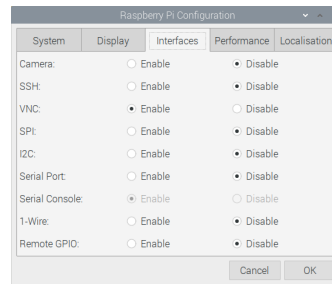 Raspberry Pi Configuration
System Display Interfaces Performance Localisation
Camera: Enable Disable
SSH: Enable Disable
VNC: Enable Disable
SPI: Enable Disable
I2C: Enable Disable
Serial Port: Enable Disable
Serial Console: Enable Disable
1-Wire: Enable Disable
Remote GPIO: Enable Disable
Cancel OK